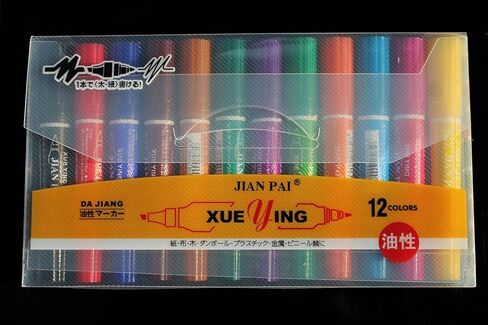 1本で〈太・細〉書ける!
JIAN PAI®
DA JIANG
油性マーカー
XUE YING
12 COLORS
紙・布・木・ダンボール・プラスチック・金属・ビニール類に
油性